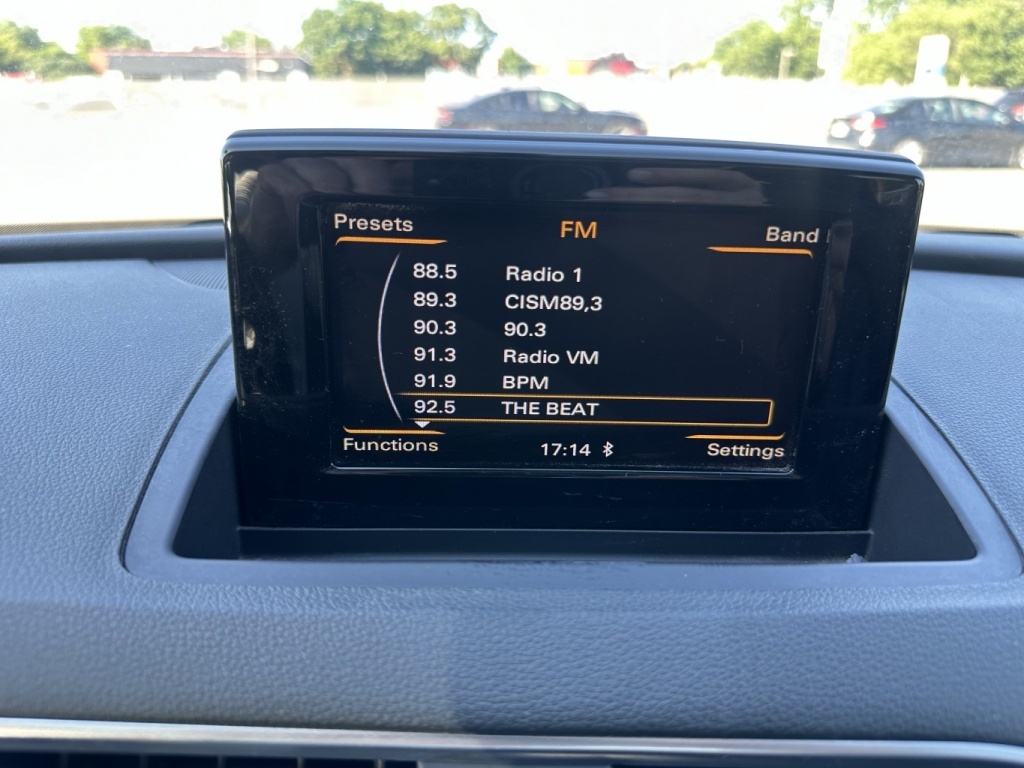 Presets FM Band
88.5 Radio 1
89.3 CISM89,3
90.3 90.3
91.3 Radio VM
91.9 BPM
92.5 THE BEAT
Functions 17:14 Settings